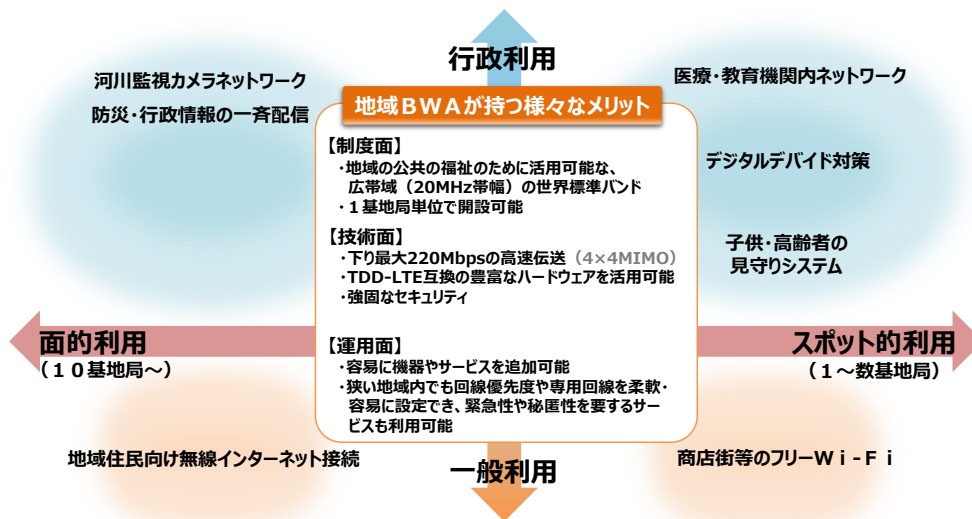 行政利用
河川監視カメラネットワーク
防災・行政情報の一斉配信
医療・教育機関内ネットワーク
デジタルデバイド対策
子供・高齢者の
見守りシステム
地域BWAが持つ様々なメリット
【制度面】
・地域の公共の福祉のために活用可能な、
広帯域（20MHz帯幅）の世界標準バンド
・１基地局単位で開設可能
【技術面】
・下り最大220Mbpsの高速伝送（4×4MIMO）
・TDD-LTE互換の豊富なハードウェアを活用可能
・強固なセキュリティ
【運用面】
・容易に機器やサービスを追加可能
・狭い地域内でも回線優先度や専用回線を柔軟・
容易に設定でき、緊急性や秘匿性を要するサー
ビスも利用可能
面的利用
（１０基地局～）
スポット的利用
（１～数基地局）
地域住民向け無線インターネット接続
商店街等のフリーＷｉ-Ｆｉ
一般利用